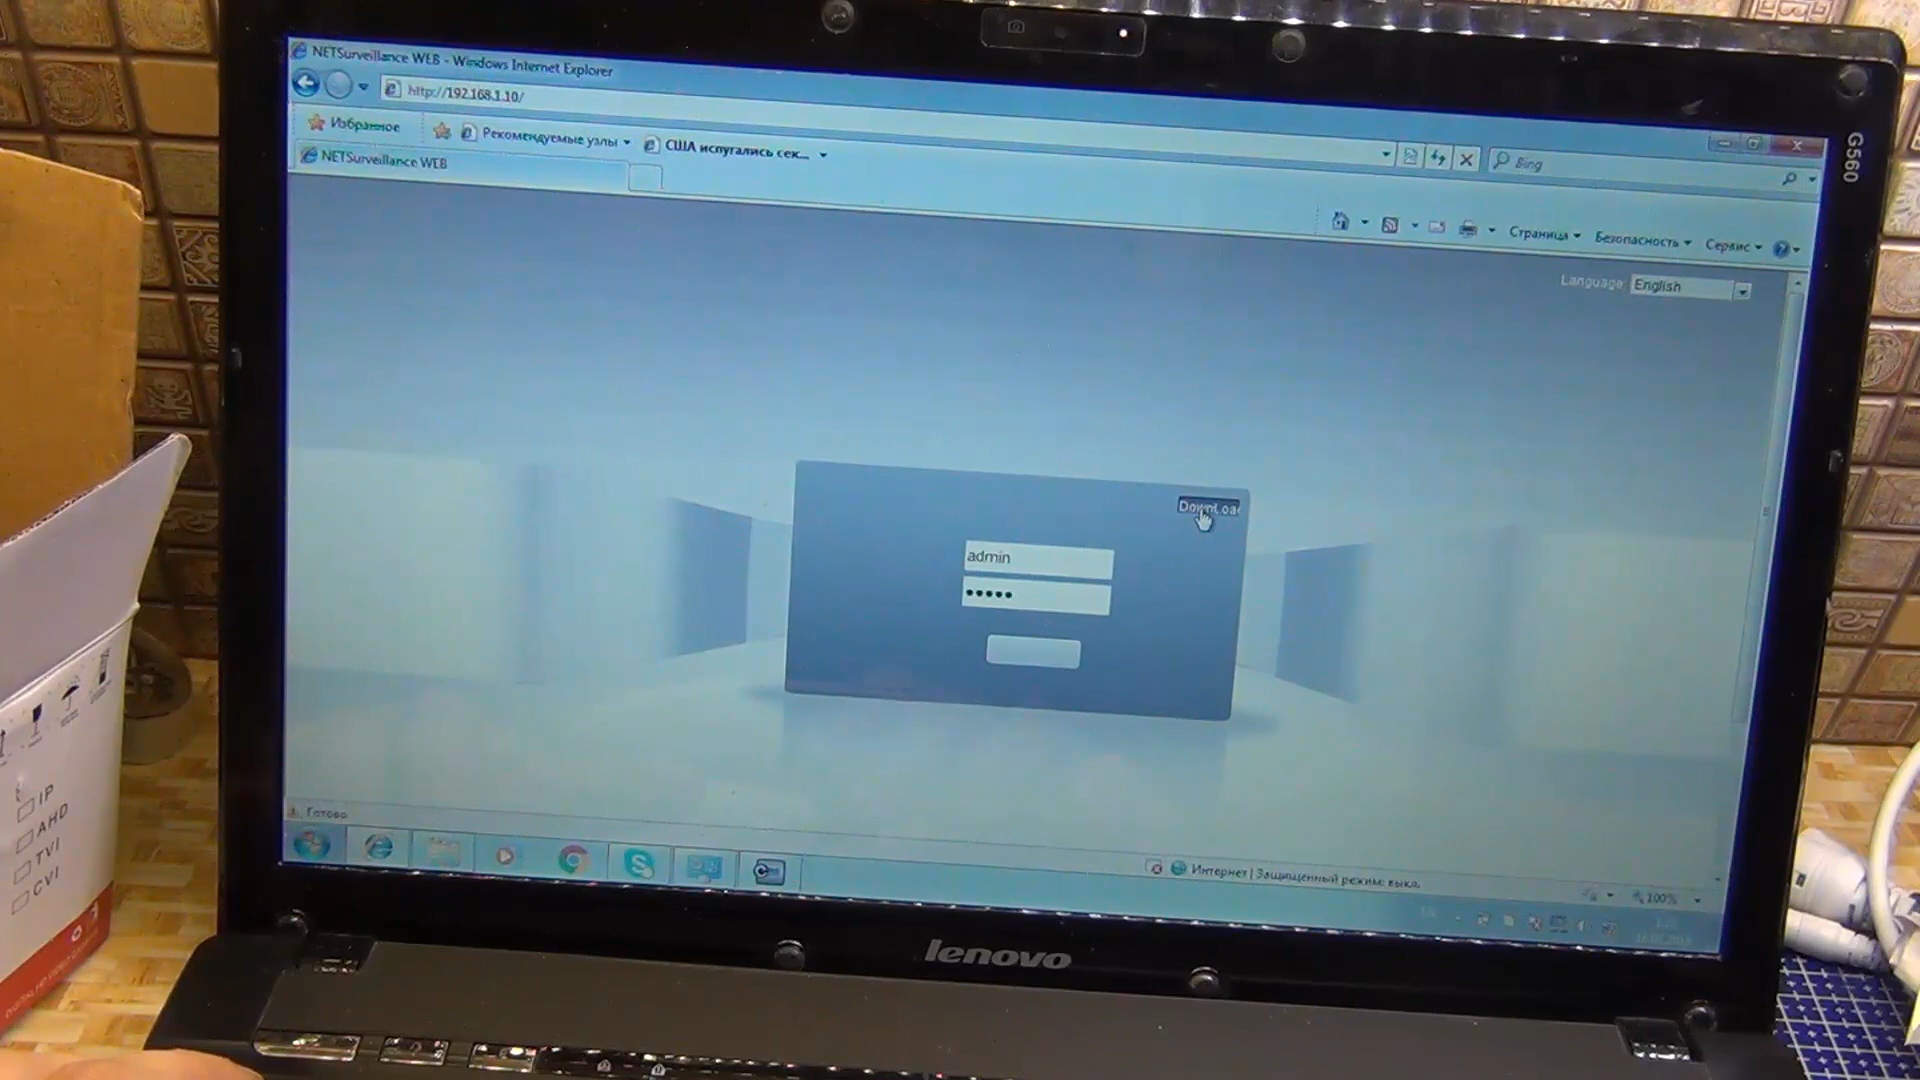 NETSurveillance WEB - Windows Internet Explorer
http://192.168.1.10/
Bing
Избранное
Рекомендуемые узлы
США испугались сек...
NETSurveillance WEB
Страница
Безопасность
Сервис
Language
English
DownLoad
admin
Готово
Интернет | Защищенный режим: выкл.
100%
lenovo
G560
IP
AHD
TVI
CVI